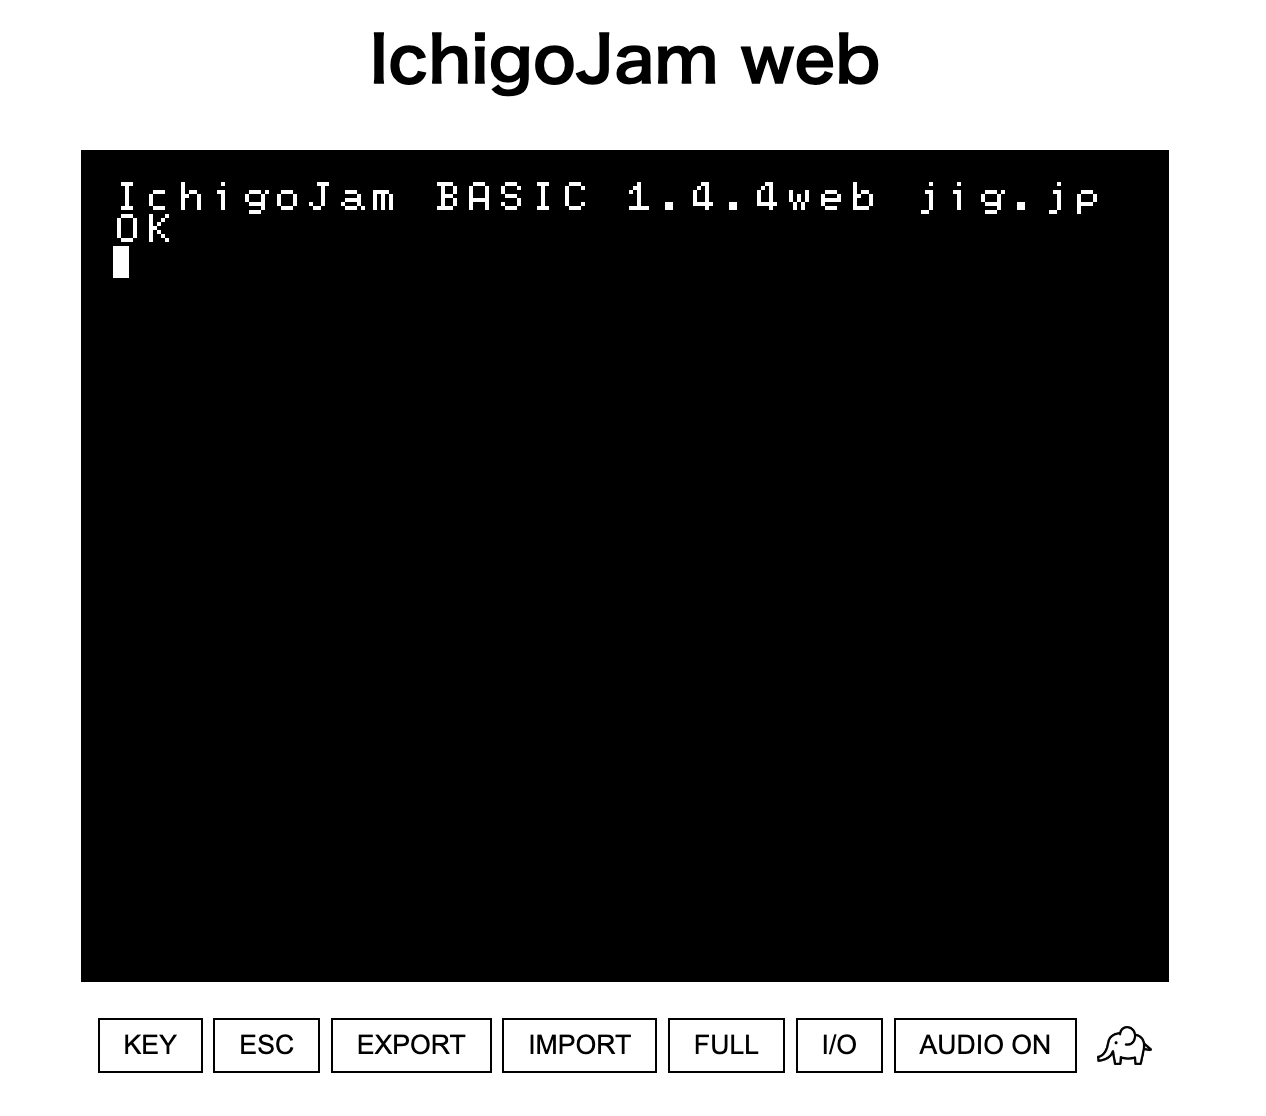 IchigoJam web
IchigoJam BASIC 1.4.4web jig.jp
OK
KEY
ESC
EXPORT
IMPORT
FULL
I/O
AUDIO ON